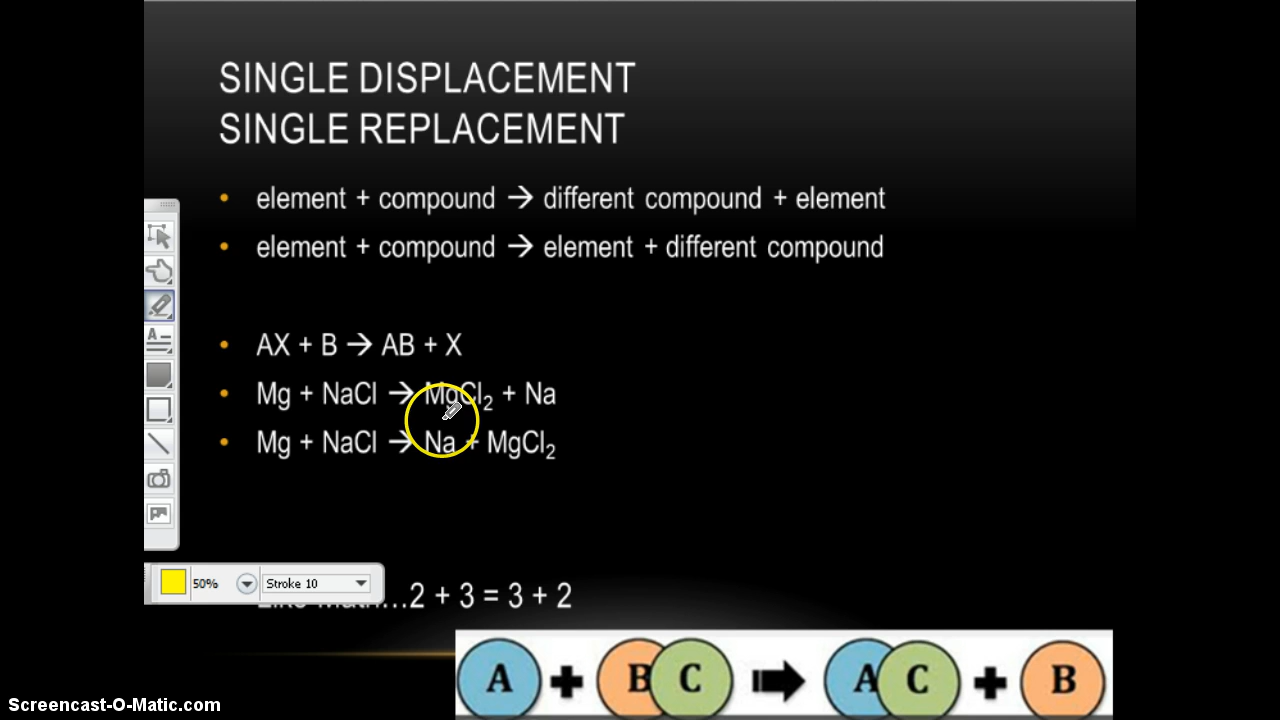 SINGLE DISPLACEMENT
SINGLE REPLACEMENT
• element + compound → different compound + element
• element + compound → element + different compound
• AX + B → AB + X
• Mg + NaCl → MgCl₂ + Na
• Mg + NaCl → Na + MgCl₂
A
50% Stroke 10
...2 + 3 = 3 + 2
A + B C → A C + B
Screencast-O-Matic.com